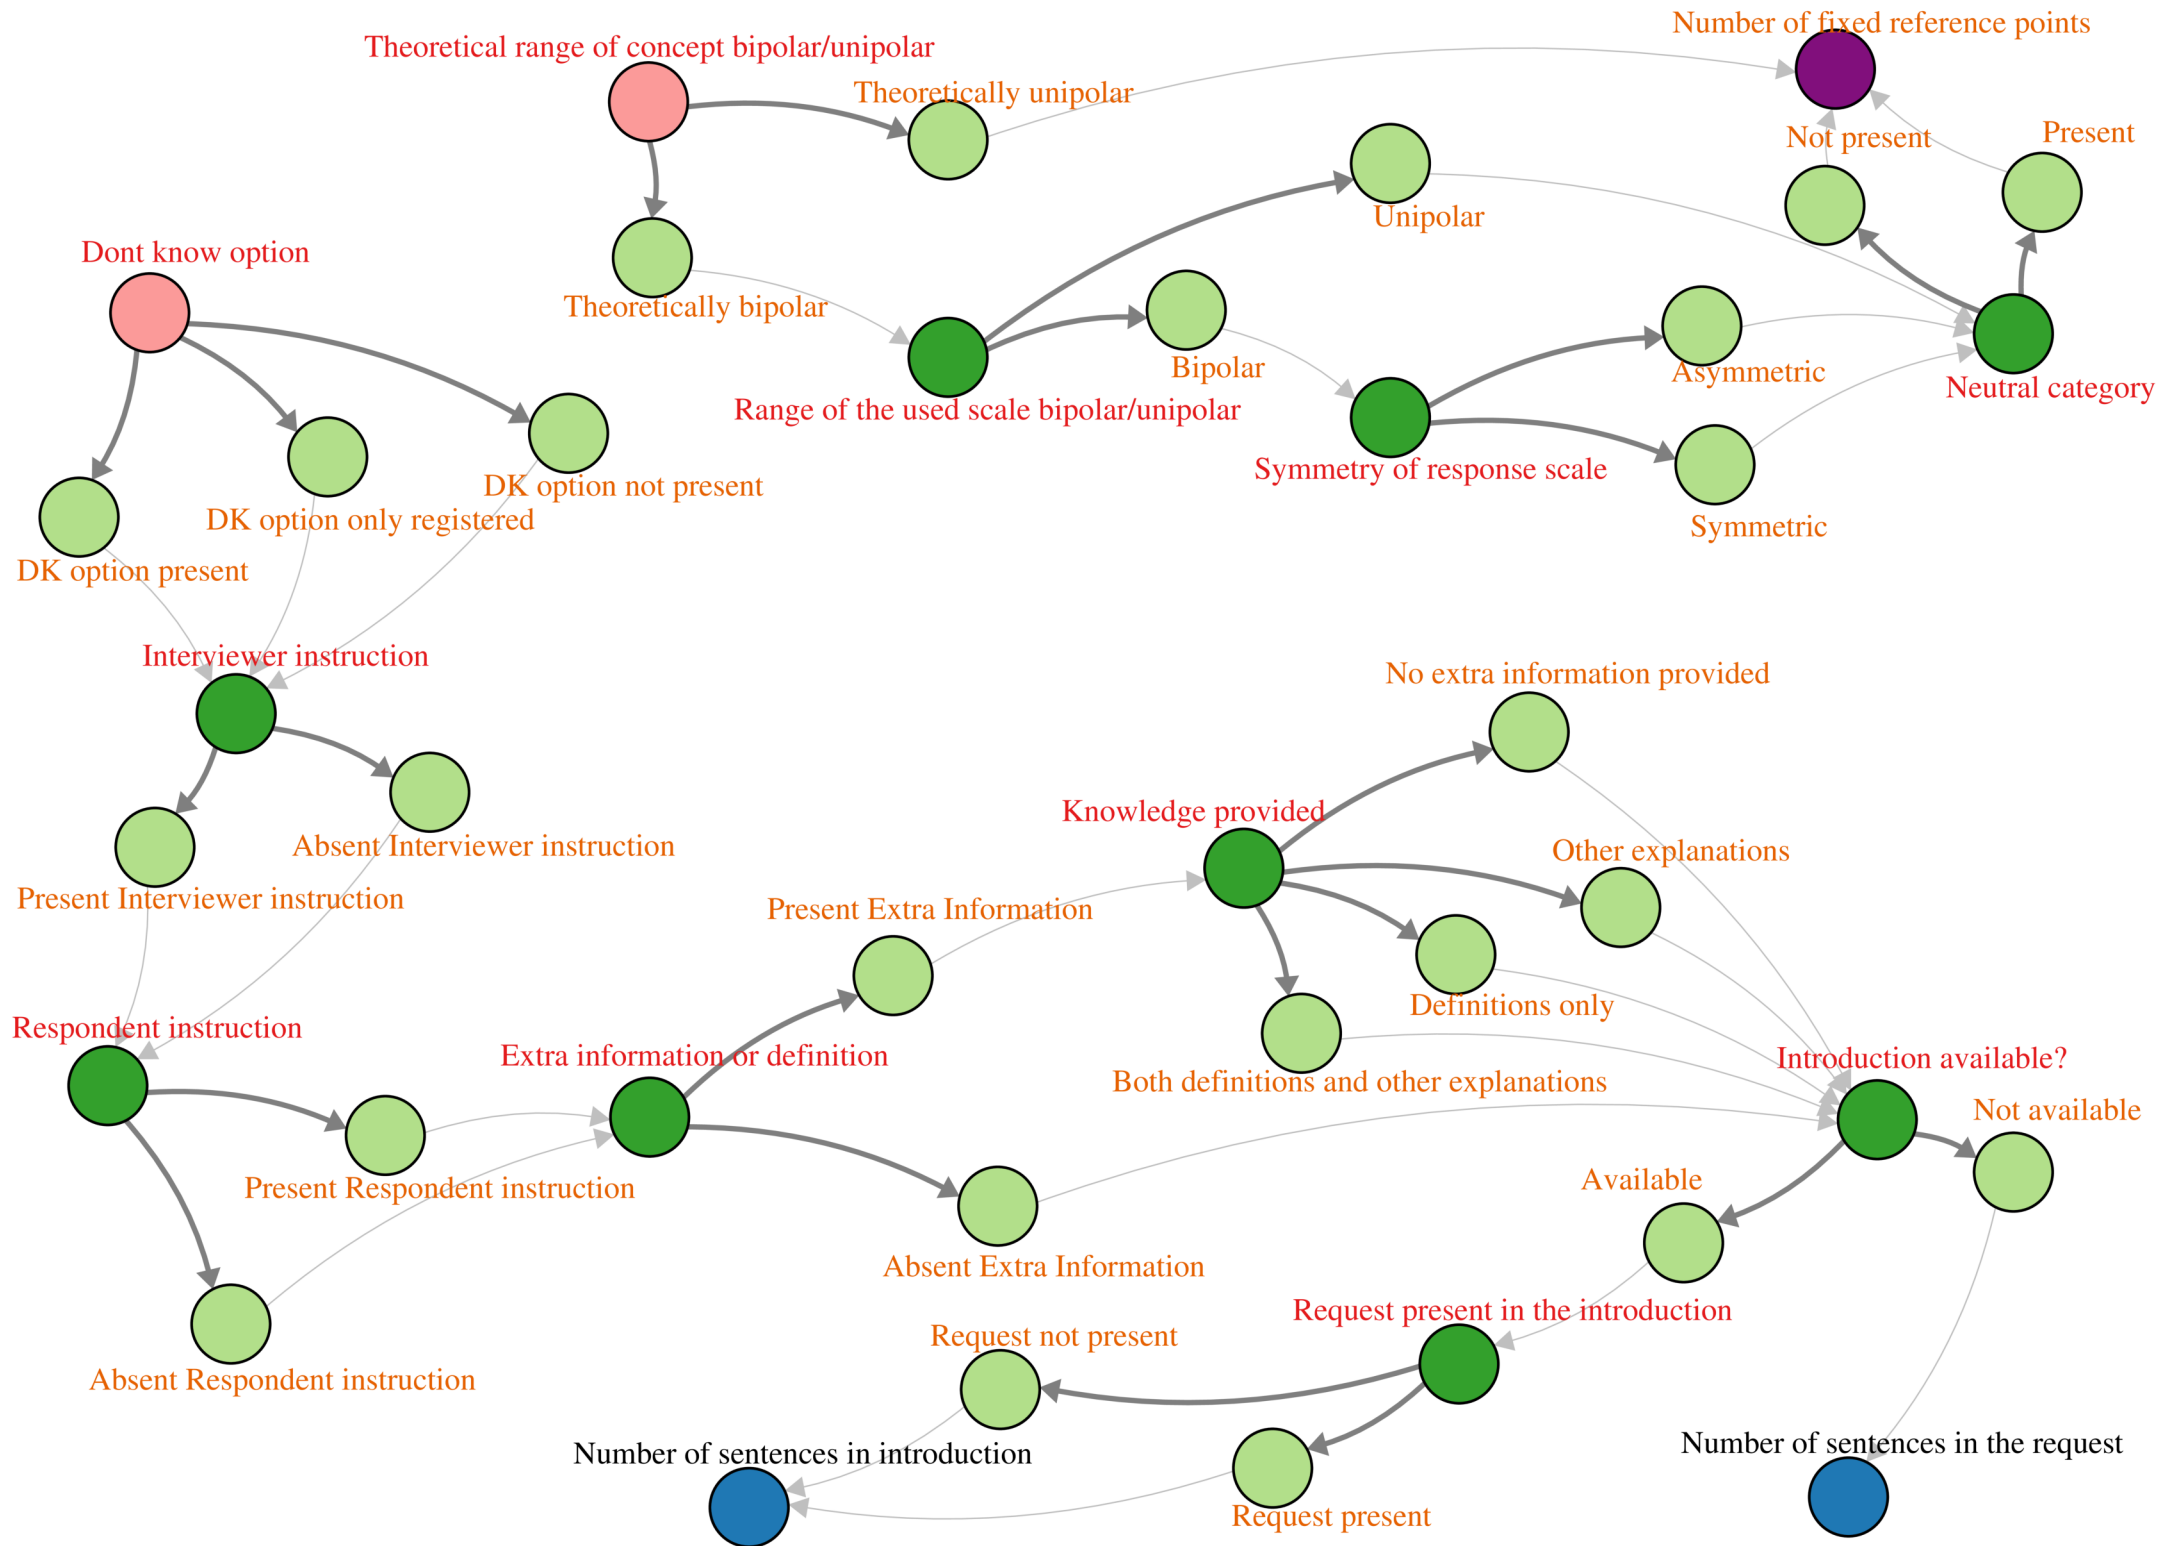 Number of fixed reference points
Theoretical range of concept bipolar/unipolar
Theoretically unipolar
Not present
Present
Unipolar
Dont know option
Theoretically bipolar
Bipolar
Asymmetric
Neutral category
Range of the used scale bipolar/unipolar
Symmetry of response scale
DK option not present
DK option only registered
Symmetric
DK option present
Interviewer instruction
No extra information provided
Knowledge provided
Absent Interviewer instruction
Other explanations
Present Interviewer instruction
Present Extra Information
Definitions only
Respondent instruction
Extra information or definition
Introduction available?
Both definitions and other explanations
Not available
Present Respondent instruction
Available
Absent Extra Information
Request present in the introduction
Request not present
Absent Respondent instruction
Number of sentences in introduction
Number of sentences in the request
Request present